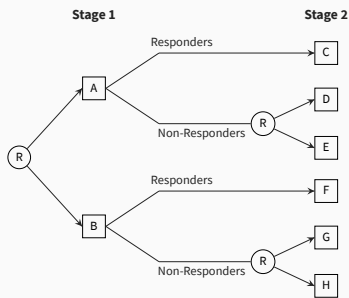 Stage 1 Stage 2
Responders
C
A
D
R
Non-Responders
E
R
Responders
F
B
G
R
Non-Responders
H